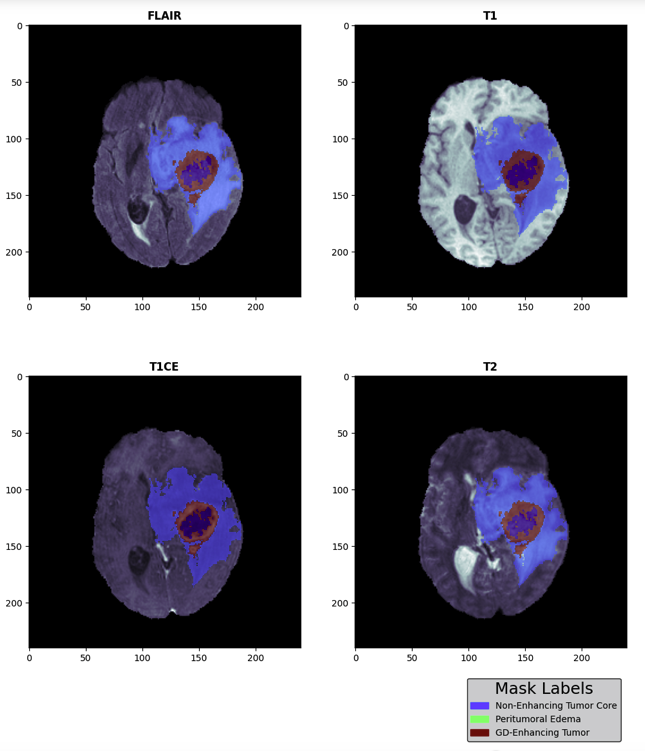 FLAIR
T1
0
50
100
150
200
0 50 100 150 200
0
50
100
150
200
0 50 100 150 200
T1CE
T2
0
50
100
150
200
0 50 100 150 200
0
50
100
150
200
0 50 100 150 200
Mask Labels
Non-Enhancing Tumor Core
Peritumoral Edema
GD-Enhancing Tumor